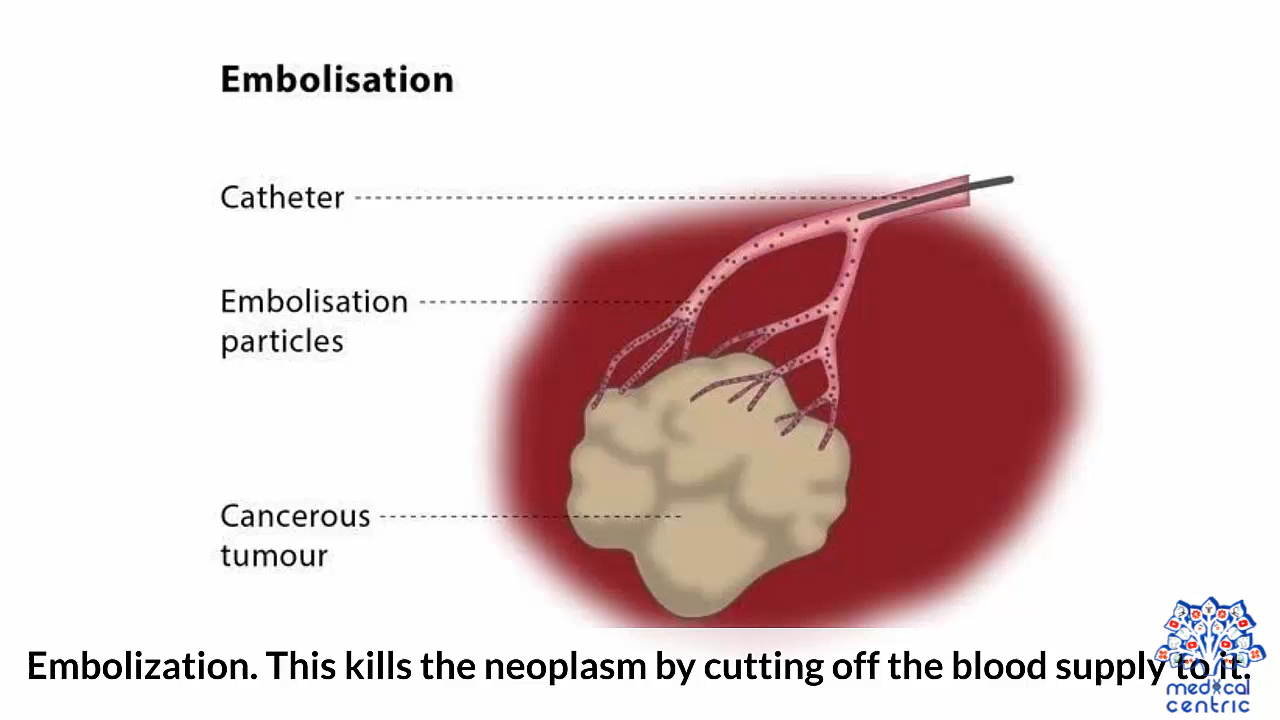 Embolisation
Catheter
Embolisation
particles
Cancerous
tumour
Embolization. This kills the neoplasm by cutting off the blood supply to it.
medical
centric